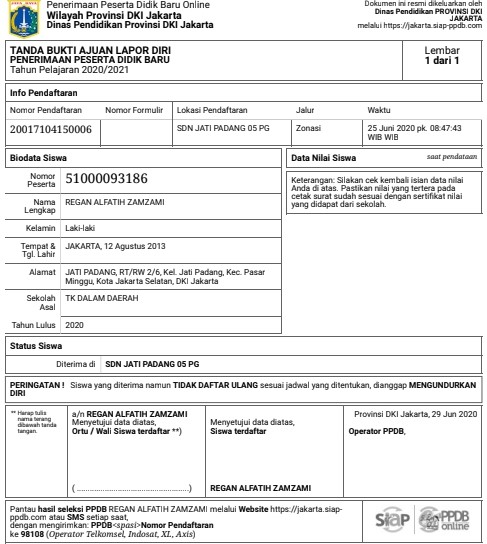 Penerimaan Peserta Didik Baru Online
Wilayah Provinsi DKI Jakarta
Dinas Pendidikan Provinsi DKI Jakarta
Dokumen ini resmi dikeluarkan oleh
Dinas Pendidikan PROVINSI DKI
JAKARTA
melalui https://jakarta.siap-ppdb.com
TANDA BUKTI AJUAN LAPOR DIRI
PENERIMAAN PESERTA DIDIK BARU
Tahun Pelajaran 2020/2021
Lembar
1 dari 1
Info Pendaftaran
Nomor Pendaftaran Nomor Formulir Lokasi Pendaftaran Jalur Waktu
20017104150006 SDN JATI PADANG 05 PG Zonasi 25 Juni 2020 pk. 08:47:43
WIB WIB
Biodata Siswa
Nomor
Peserta 51000093186
Nama
Lengkap REGAN ALFATIH ZAMZAMI
Kelamin Laki-laki
Tempat &
Tgl. Lahir JAKARTA, 12 Agustus 2013
Alamat JATI PADANG, RT/RW 2/6, Kel. Jati Padang, Kec. Pasar
Minggu, Kota Jakarta Selatan, DKI Jakarta
Sekolah
Asal TK DALAM DAERAH
Tahun Lulus 2020
Data Nilai Siswa saat pendataan
Keterangan: Silakan cek kembali isian data nilai
Anda di atas. Pastikan nilai yang tertera pada
cetak surat sudah sesuai dengan sertifikat nilai
yang didapat dari sekolah.
Status Siswa
Diterima di SDN JATI PADANG 05 PG
PERINGATAN ! Siswa yang diterima namun TIDAK DAFTAR ULANG sesuai jadwal yang ditentukan, dianggap MENGUNDURKAN
DIRI
** Harap tulis
nama terang
dibawah tanda
tangan.
a/n REGAN ALFATIH ZAMZAMI
Menyetujui data diatas,
Ortu / Wali Siswa terdaftar **)
(.................................................)
Menyetujui data diatas,
Siswa terdaftar
REGAN ALFATIH ZAMZAMI
Provinsi DKI Jakarta, 29 Jun 2020
Operator PPDB,
Pantau hasil seleksi PPDB REGAN ALFATIH ZAMZAMI melalui Website https://jakarta.siap-
ppdb.com atau SMS setiap saat,
dengan mengirimkan: PPDB<spasi>Nomor Pendaftaran
ke 98108 (Operator Telkomsel, Indosat, XL, Axis)
SiAP
PPDB
online